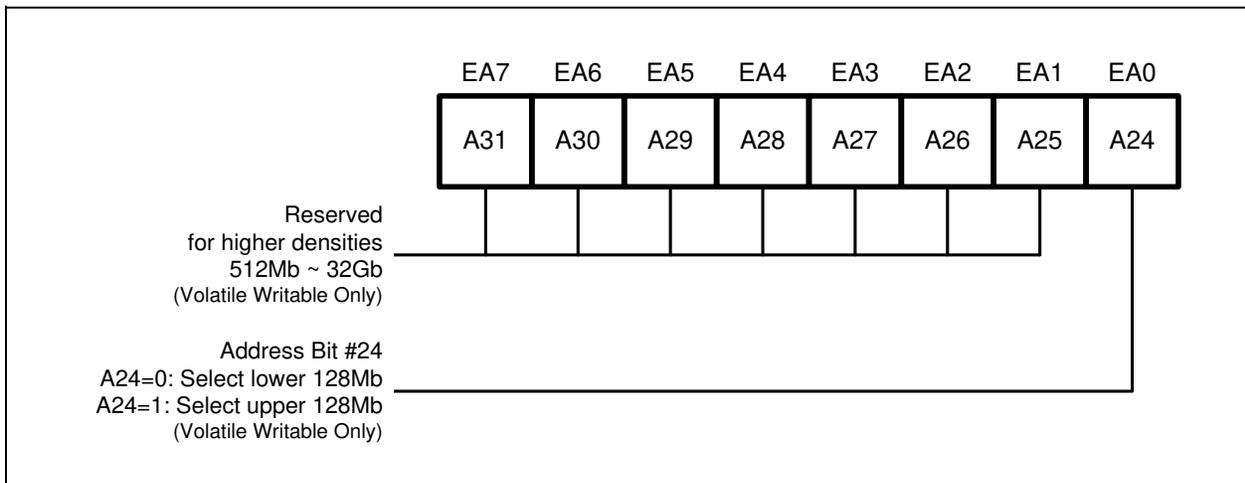 EA7 EA6 EA5 EA4 EA3 EA2 EA1 EA0
A31 A30 A29 A28 A27 A26 A25 A24
Reserved
for higher densities
512Mb ~ 32Gb
(Volatile Writable Only)
Address Bit #24
A24=0: Select lower 128Mb
A24=1: Select upper 128Mb
(Volatile Writable Only)